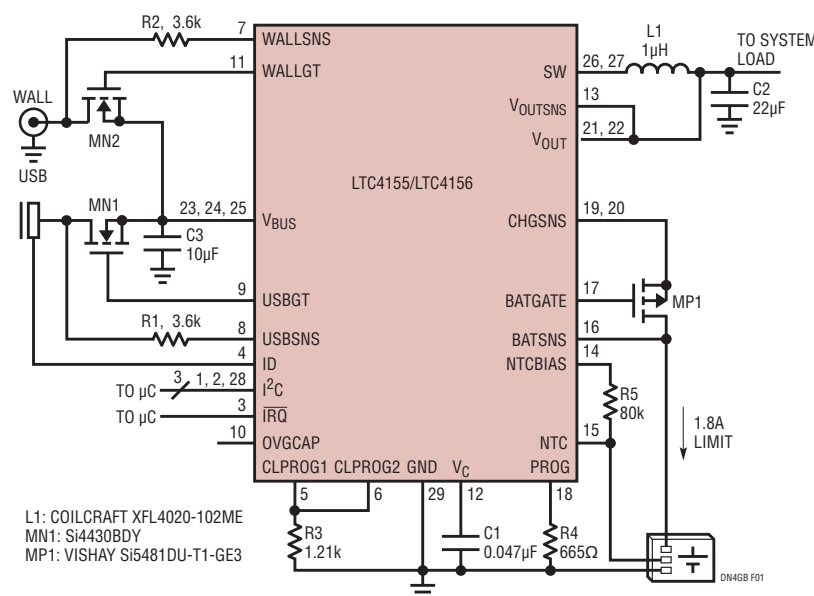 R2, 3.6k
7
WALLSNS
11
WALLGT
WALL
MN2
USB
MN1
23, 24, 25
VBUS
C3
10µF
9
USBGT
R1, 3.6k
8
USBSNS
4
ID
TO µC
3
1, 2, 28
I2C
TO µC
3
IRQ
10
OVGCAP
LTC4155/LTC4156
L1
1µH
TO SYSTEM
LOAD
26, 27
SW
13
VOUTSNS
21, 22
VOUT
C2
22µF
19, 20
CHGSNS
17
BATGATE
MP1
16
BATSNS
14
NTCBIAS
R5
80k
1.8A
LIMIT
15
NTC
CLPROG1 CLPROG2 GND VC PROG
5 6 29 12 18
R3
1.21k
C1
0.047µF
R4
665Ω
L1: COILCRAFT XFL4020-102ME
MN1: Si4430BDY
MP1: VISHAY Si5481DU-T1-GE3
DN4GB F01